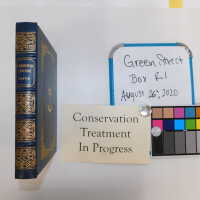 Green Street
Box # 1
August 26, 2020
Conservation
Treatment
In Progress